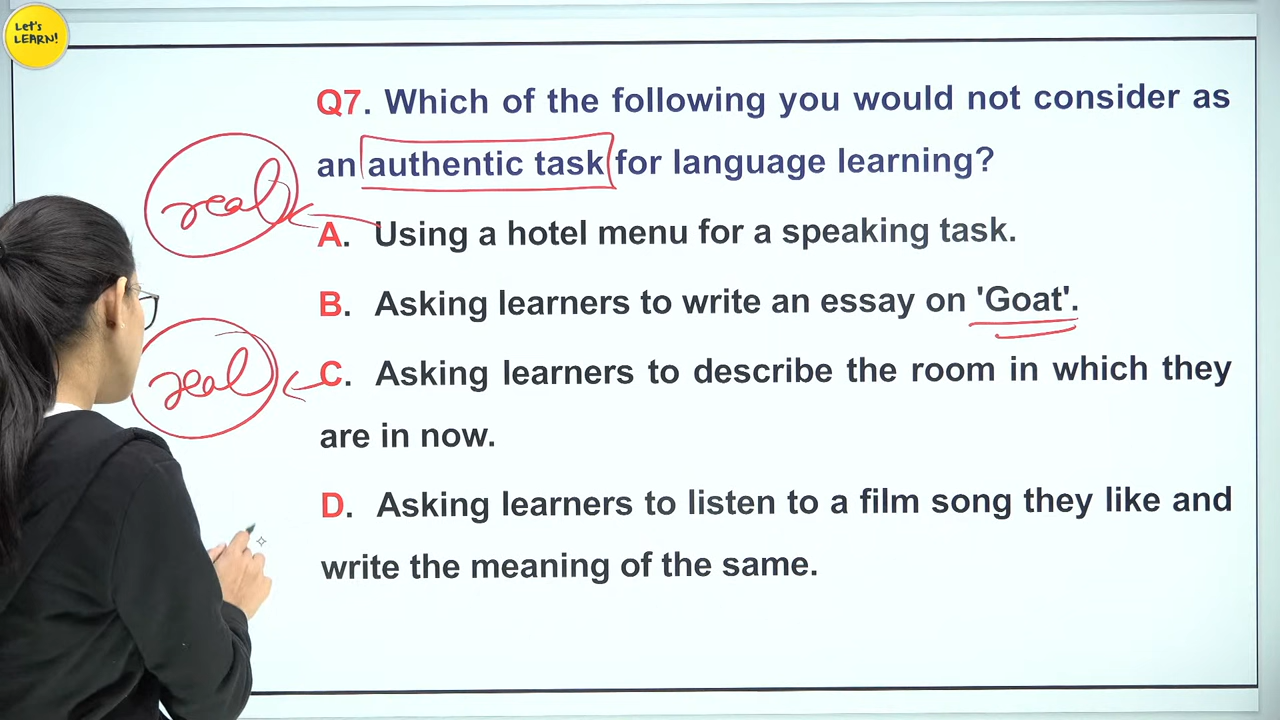 Let's
LEARN!
Q7. Which of the following you would not consider as
an authentic task for language learning?
real
A. Using a hotel menu for a speaking task.
B. Asking learners to write an essay on 'Goat'.
real
C. Asking learners to describe the room in which they
are in now.
D. Asking learners to listen to a film song they like and
write the meaning of the same.